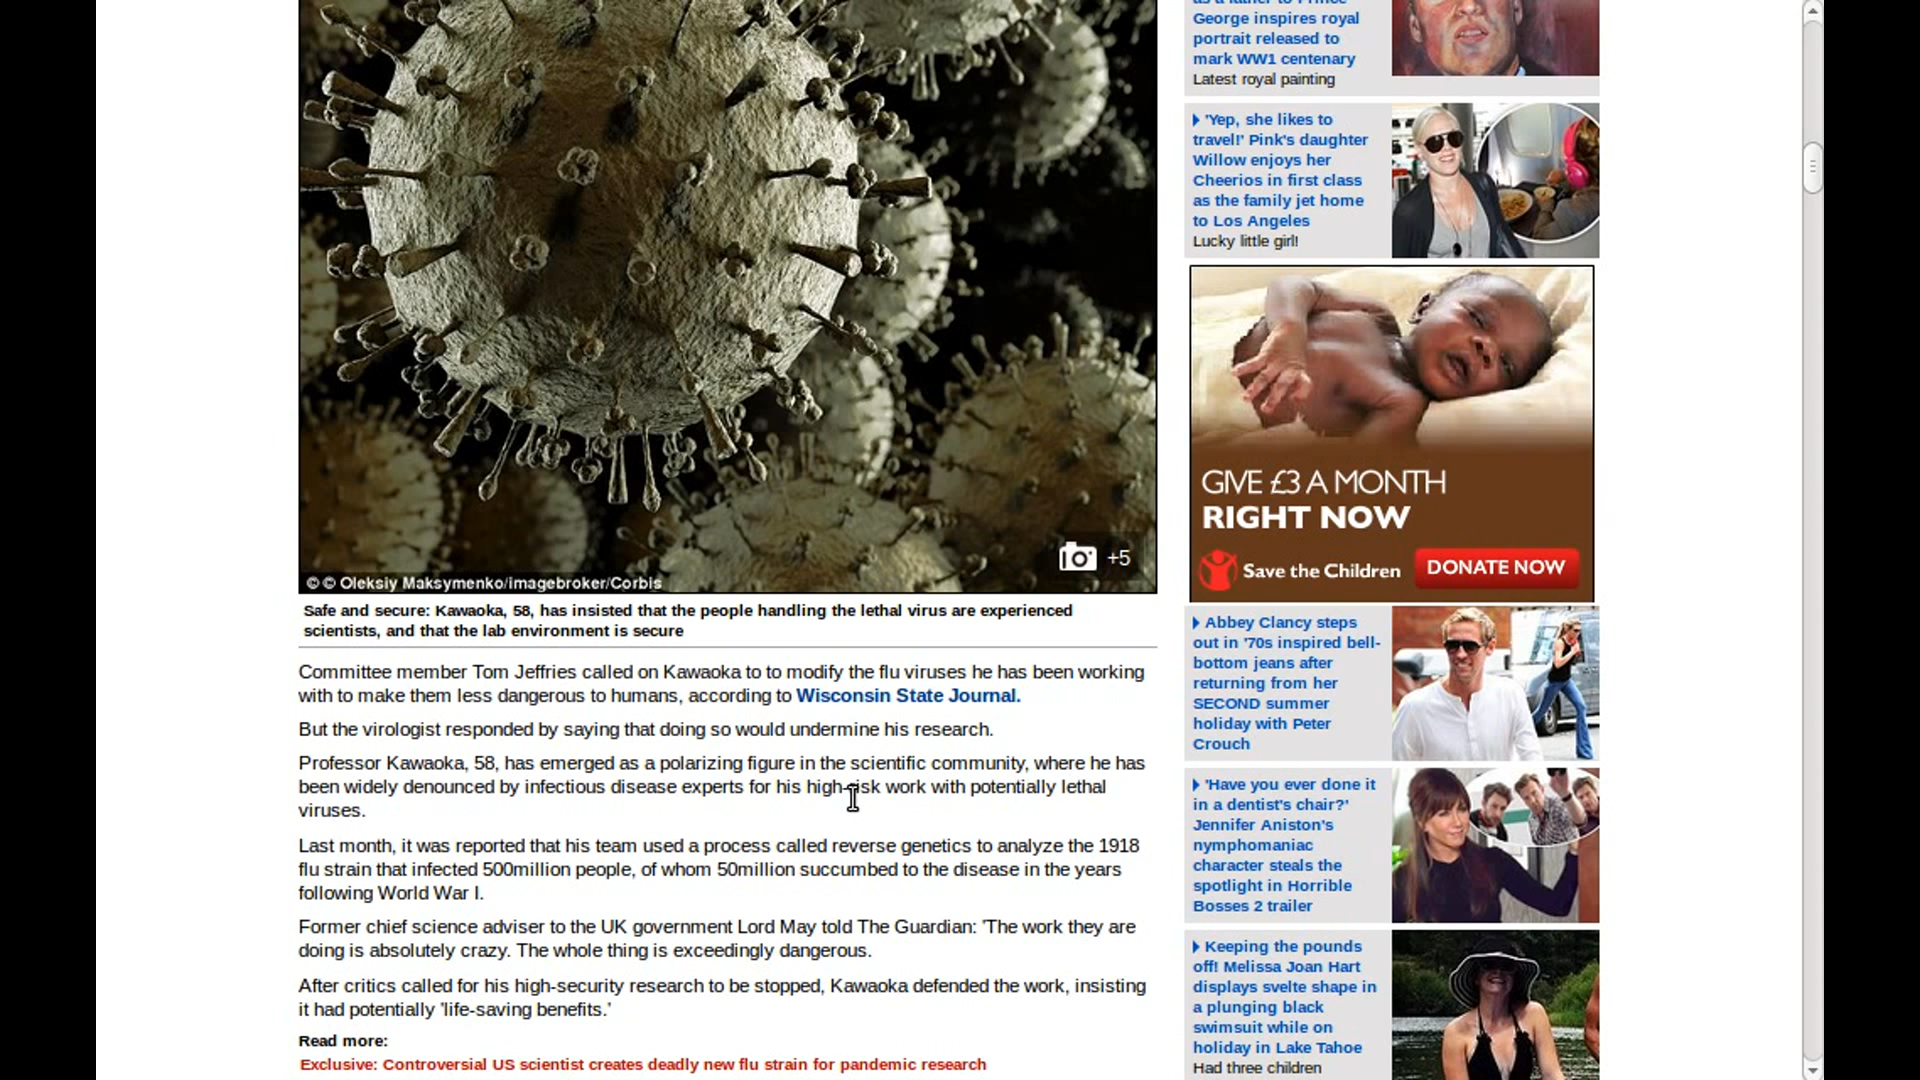 © © Oleksiy Maksymenko/imagebroker/Corbis
+5
Safe and secure: Kawaoka, 58, has insisted that the people handling the lethal virus are experienced
scientists, and that the lab environment is secure
Committee member Tom Jeffries called on Kawaoka to to modify the flu viruses he has been working
with to make them less dangerous to humans, according to Wisconsin State Journal.
But the virologist responded by saying that doing so would undermine his research.
Professor Kawaoka, 58, has emerged as a polarizing figure in the scientific community, where he has
been widely denounced by infectious disease experts for his high-risk work with potentially lethal
viruses.
Last month, it was reported that his team used a process called reverse genetics to analyze the 1918
flu strain that infected 500million people, of whom 50million succumbed to the disease in the years
following World War I.
Former chief science adviser to the UK government Lord May told The Guardian: 'The work they are
doing is absolutely crazy. The whole thing is exceedingly dangerous.
After critics called for his high-security research to be stopped, Kawaoka defended the work, insisting
it had potentially 'life-saving benefits.'
Read more:
Exclusive: Controversial US scientist creates deadly new flu strain for pandemic research
as a father to Prince
George inspires royal
portrait released to
mark WW1 centenary
Latest royal painting
'Yep, she likes to
travel!' Pink's daughter
Willow enjoys her
Cheerios in first class
as the family jet home
to Los Angeles
Lucky little girl!
GIVE £3 A MONTH
RIGHT NOW
Save the Children
DONATE NOW
Abbey Clancy steps
out in '70s inspired bell-
bottom jeans after
returning from her
SECOND summer
holiday with Peter
Crouch
'Have you ever done it
in a dentist's chair?'
Jennifer Aniston's
nymphomaniac
character steals the
spotlight in Horrible
Bosses 2 trailer
Keeping the pounds
off! Melissa Joan Hart
displays svelte shape in
a plunging black
swimsuit while on
holiday in Lake Tahoe
Had three children